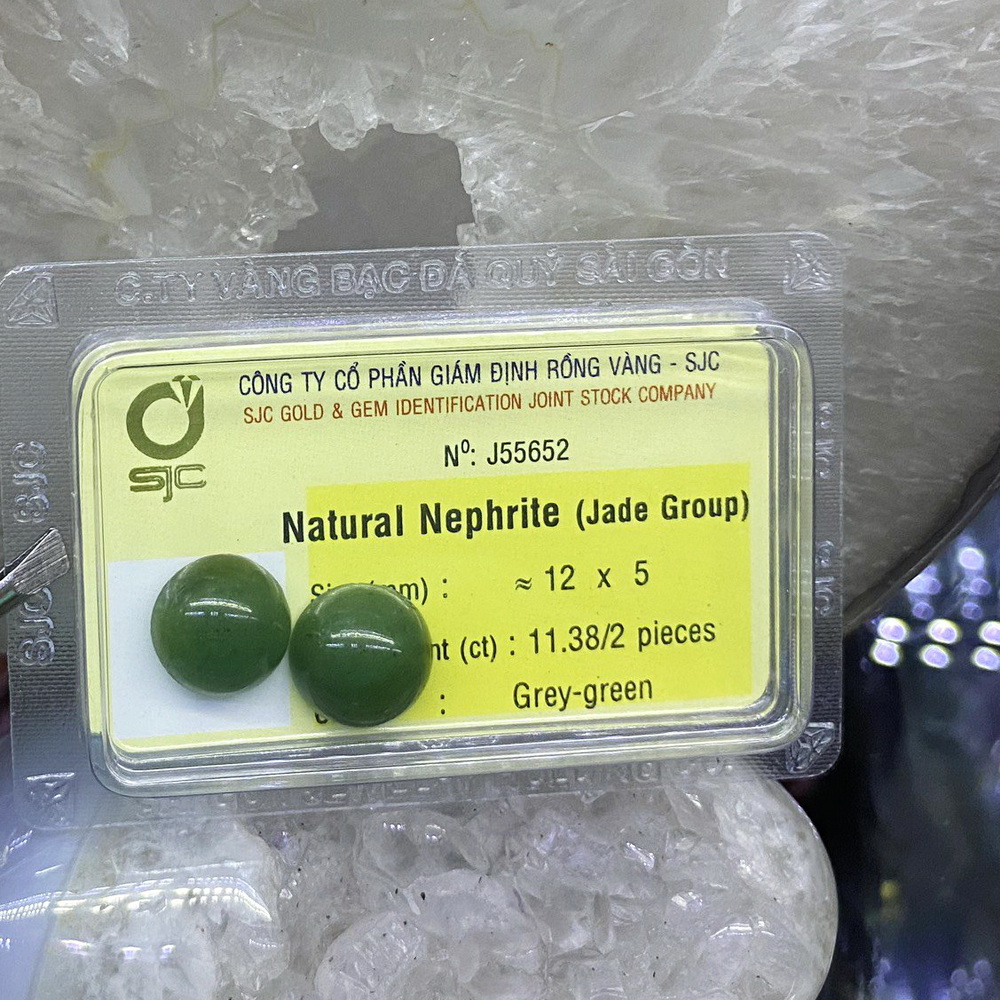 C.TY VÀNG BẠC ĐÁ QUÝ SÀI GÒN
CÔNG TY CỔ PHẦN GIÁM ĐỊNH RỒNG VÀNG - SJC
SJC GOLD & GEM IDENTIFICATION JOINT STOCK COMPANY
SJC
Nº: J55652
Natural Nephrite (Jade Group)
: ≈ 12 x 5
(ct) : 11.38/2 pieces
: Grey-green
SJC
SJC